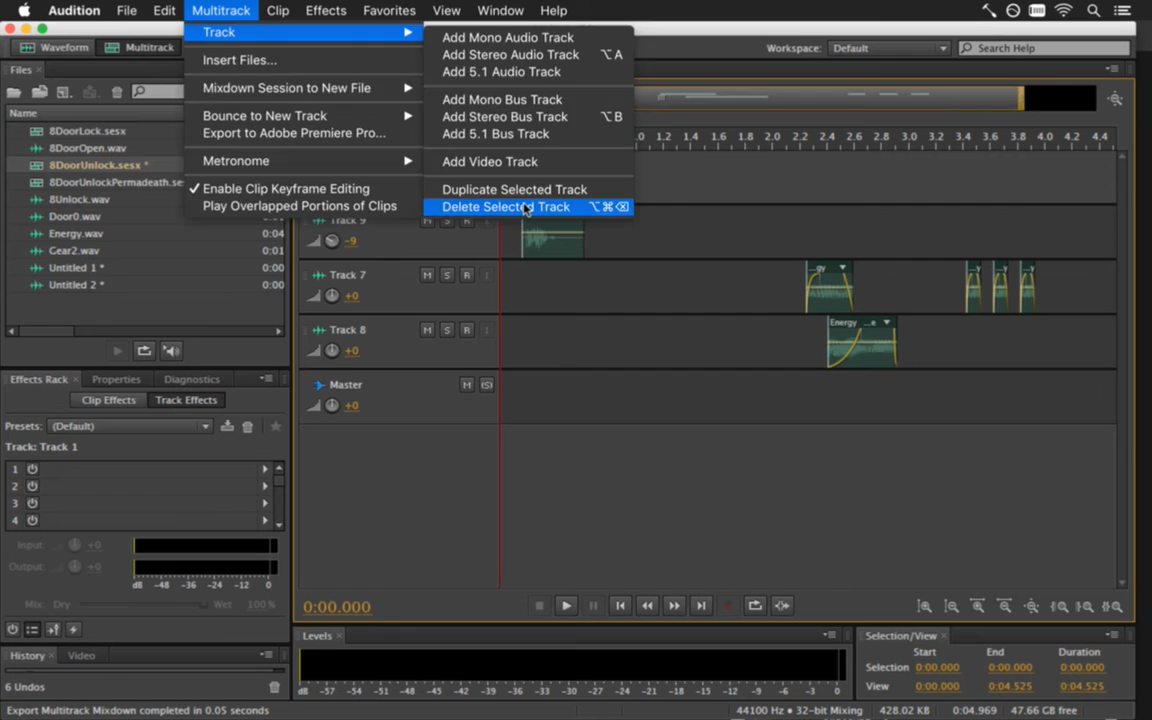 Audition File Edit Multitrack Clip Effects Favorites View Window Help
Waveform Multitrack
Workspace: Default Search Help
Track
Insert Files...
Mixdown Session to New File
Bounce to New Track
Export to Adobe Premiere Pro...
Metronome
✓ Enable Clip Keyframe Editing
Play Overlapped Portions of Clips
Add Mono Audio Track
Add Stereo Audio Track ⌥A
Add 5.1 Audio Track
Add Mono Bus Track
Add Stereo Bus Track ⌥B
Add 5.1 Bus Track
Add Video Track
Duplicate Selected Track
Delete Selected Track ⌥⌘⌫
Files ×
Name
8DoorLock.sesx
8DoorOpen.wav
8DoorUnlock.sesx *
8DoorUnlockPermadeath.se
8Unlock.wav
Door0.wav 0:0
Energy.wav 0:04
Gear2.wav 0:01
Untitled 1 * 0:00
Untitled 2 * 0:00
1.2 1.4 1.6 1.8 2.0 2.2 2.4 2.6 2.8 3.0 3.2 3.4 3.6 3.8 4.0 4.2 4.4
Track 9 M S R I
-9
Track 7 M S R I
+0
...gy
...y
...y
...y
Track 8 M S R I
+0
Energy ...e
Master M (S)
+0
Effects Rack × Properties Diagnostics
Clip Effects Track Effects
Presets: (Default)
Track: Track 1
1
2
3
4
Input: +0
Output: +0
dB -48 -36 -24 -12 0
Mix: Dry Wet 100 %
History × Video
6 Undos
0:00.000
Levels ×
dB -57 -54 -51 -48 -45 -42 -39 -36 -33 -30 -27 -24 -21 -18 -15 -12 -9 -6 -3 0
Selection/View ×
Start End Duration
Selection 0:00.000 0:00.000 0:00.000
View 0:00.000 0:04.525 0:04.525
Export Multitrack Mixdown completed in 0.05 seconds
44100 Hz • 32-bit Mixing 428.02 KB 0:04.969 47.66 GB free